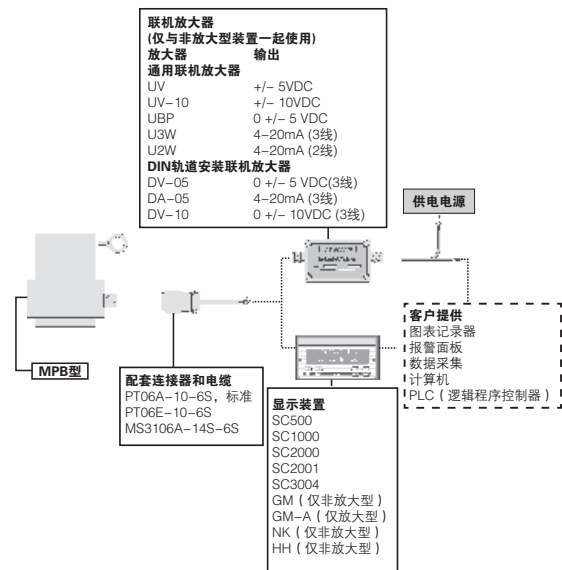 联机放大器
(仅与非放大型装置一起使用)
放大器 输出
通用联机放大器
UV +/– 5VDC
UV–10 +/– 10VDC
UBP 0 +/– 5 VDC
U3W 4–20mA (3线)
U2W 4–20mA (2线)
DIN轨道安装联机放大器
DV–05 0 +/– 5 VDC(3线)
DA–05 4–20mA (3线)
DV–10 0 +/– 10VDC (3线)
供电电源
MPB型
配套连接器和电缆
PT06A–10–6S，标准
PT06E–10–6S
MS3106A–14S–6S
显示装置
SC500
SC1000
SC2000
SC2001
SC3004
GM（仅非放大型）
GM–A（仅放大型）
NK（仅非放大型）
HH（仅非放大型）
客户提供
图表记录器
报警面板
数据采集
计算机
PLC（逻辑程序控制器）